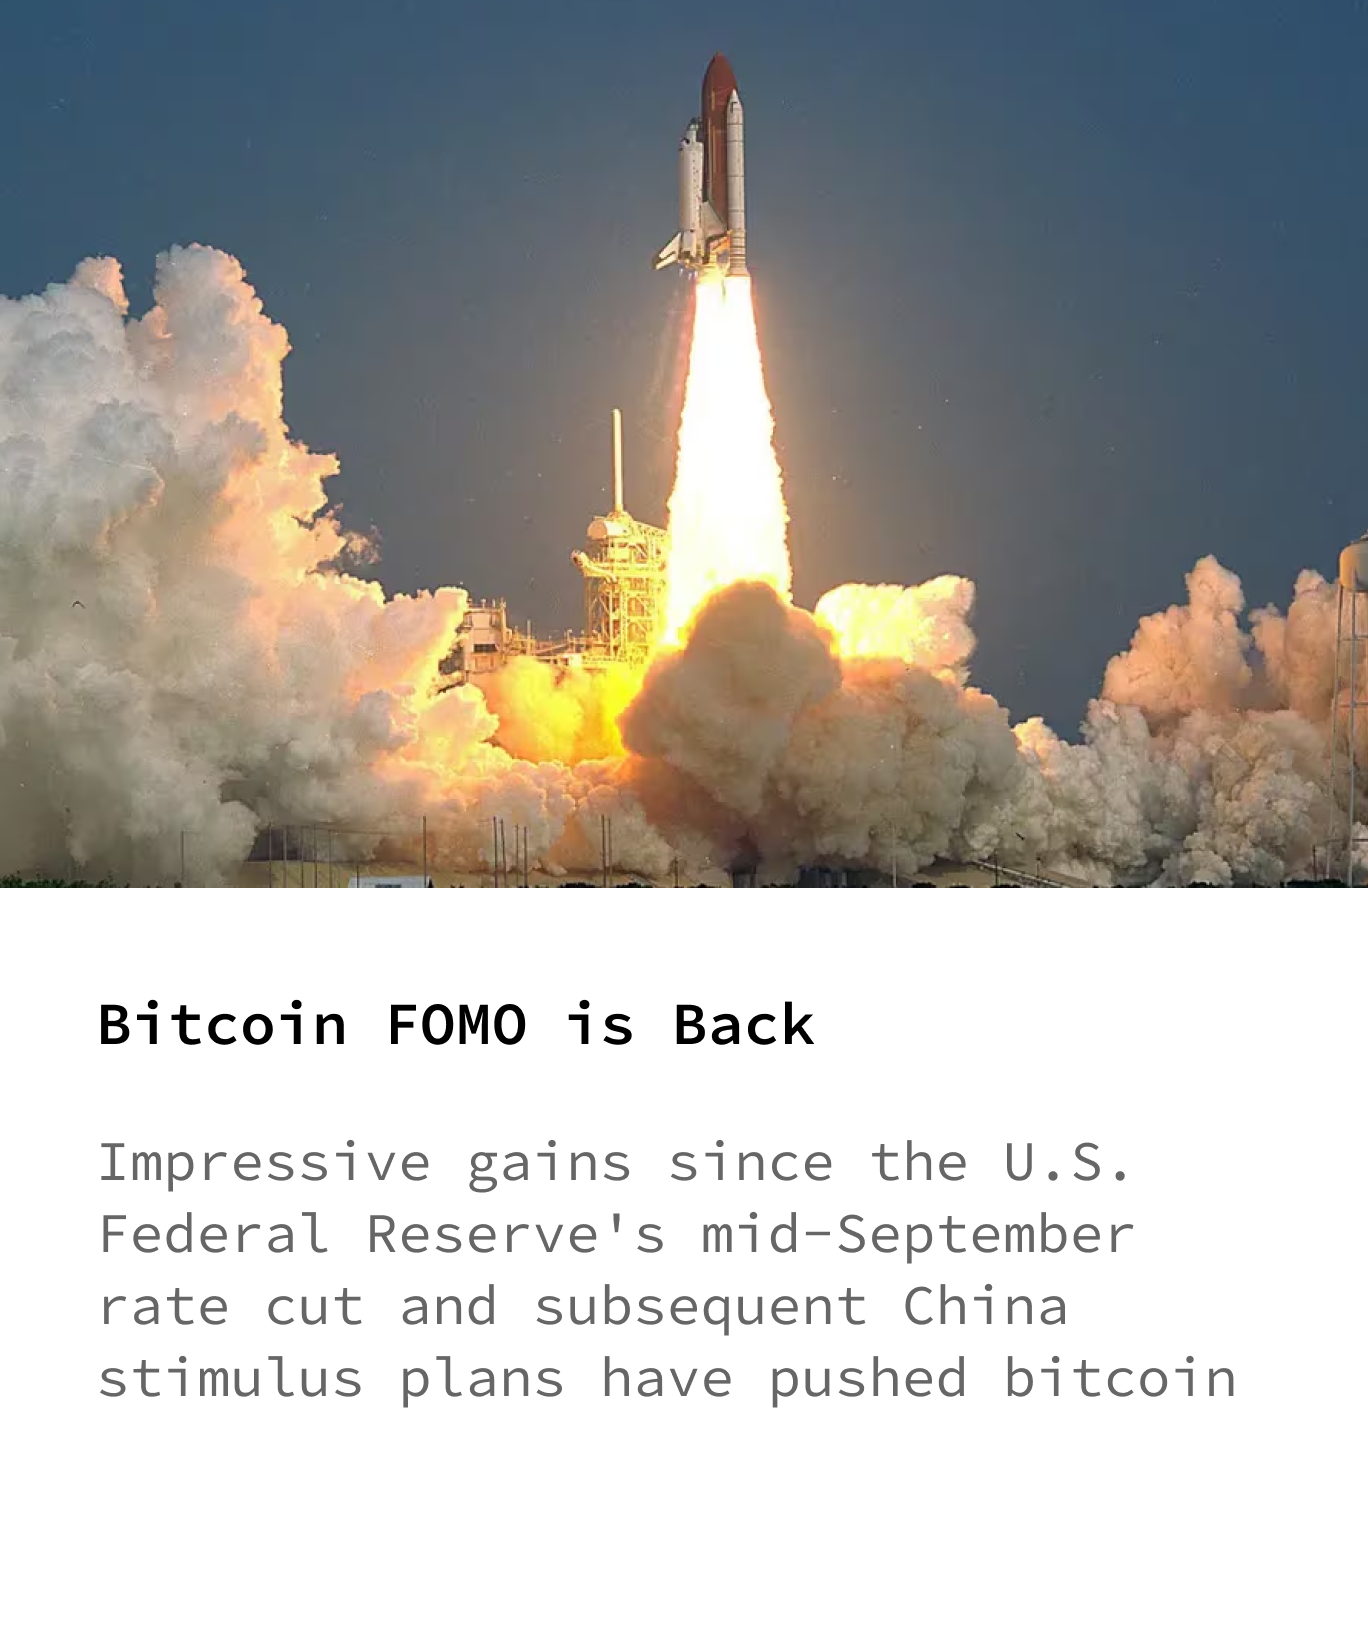 Bitcoin FOMO is Back
Impressive gains since the U.S.
Federal Reserve's mid-September
rate cut and subsequent China
stimulus plans have pushed bitcoin